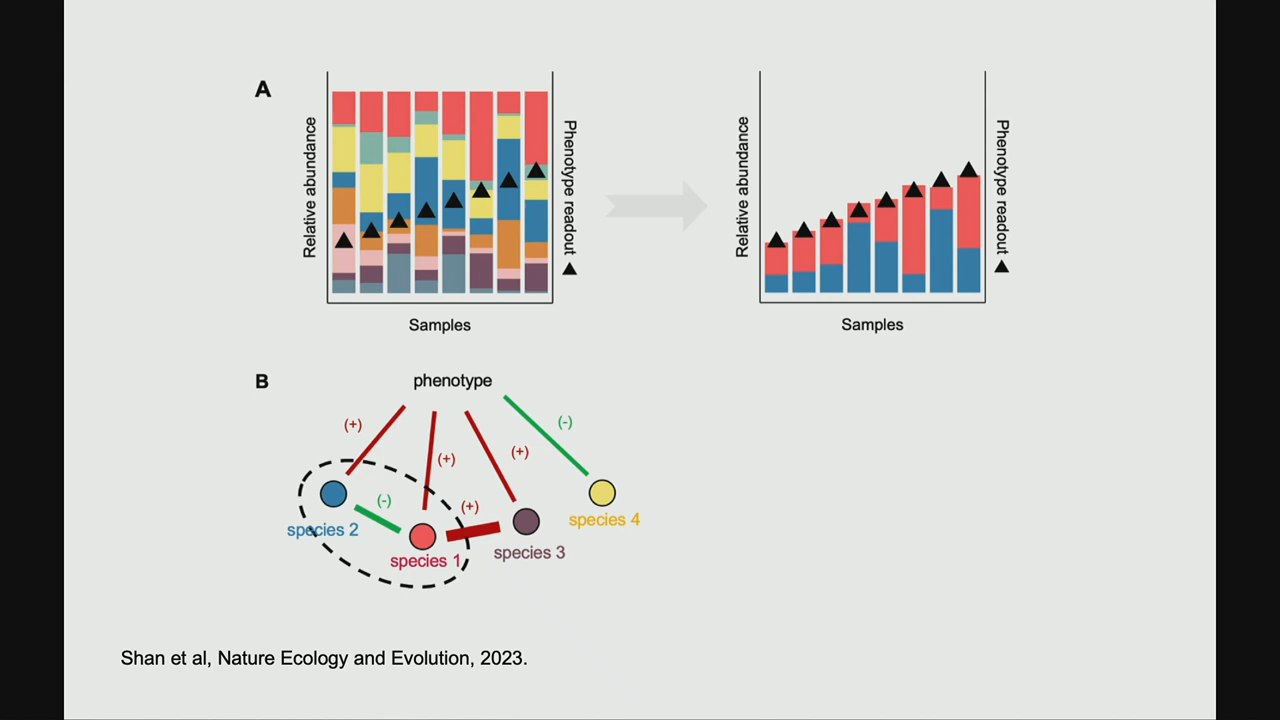 A
Relative abundance
Phenotype readout ▲
Samples
Relative abundance
Phenotype readout ▲
Samples
B
phenotype
(+)
(+)
(+)
(-)
(-)
(+)
species 2
species 1
species 3
species 4
Shan et al, Nature Ecology and Evolution, 2023.